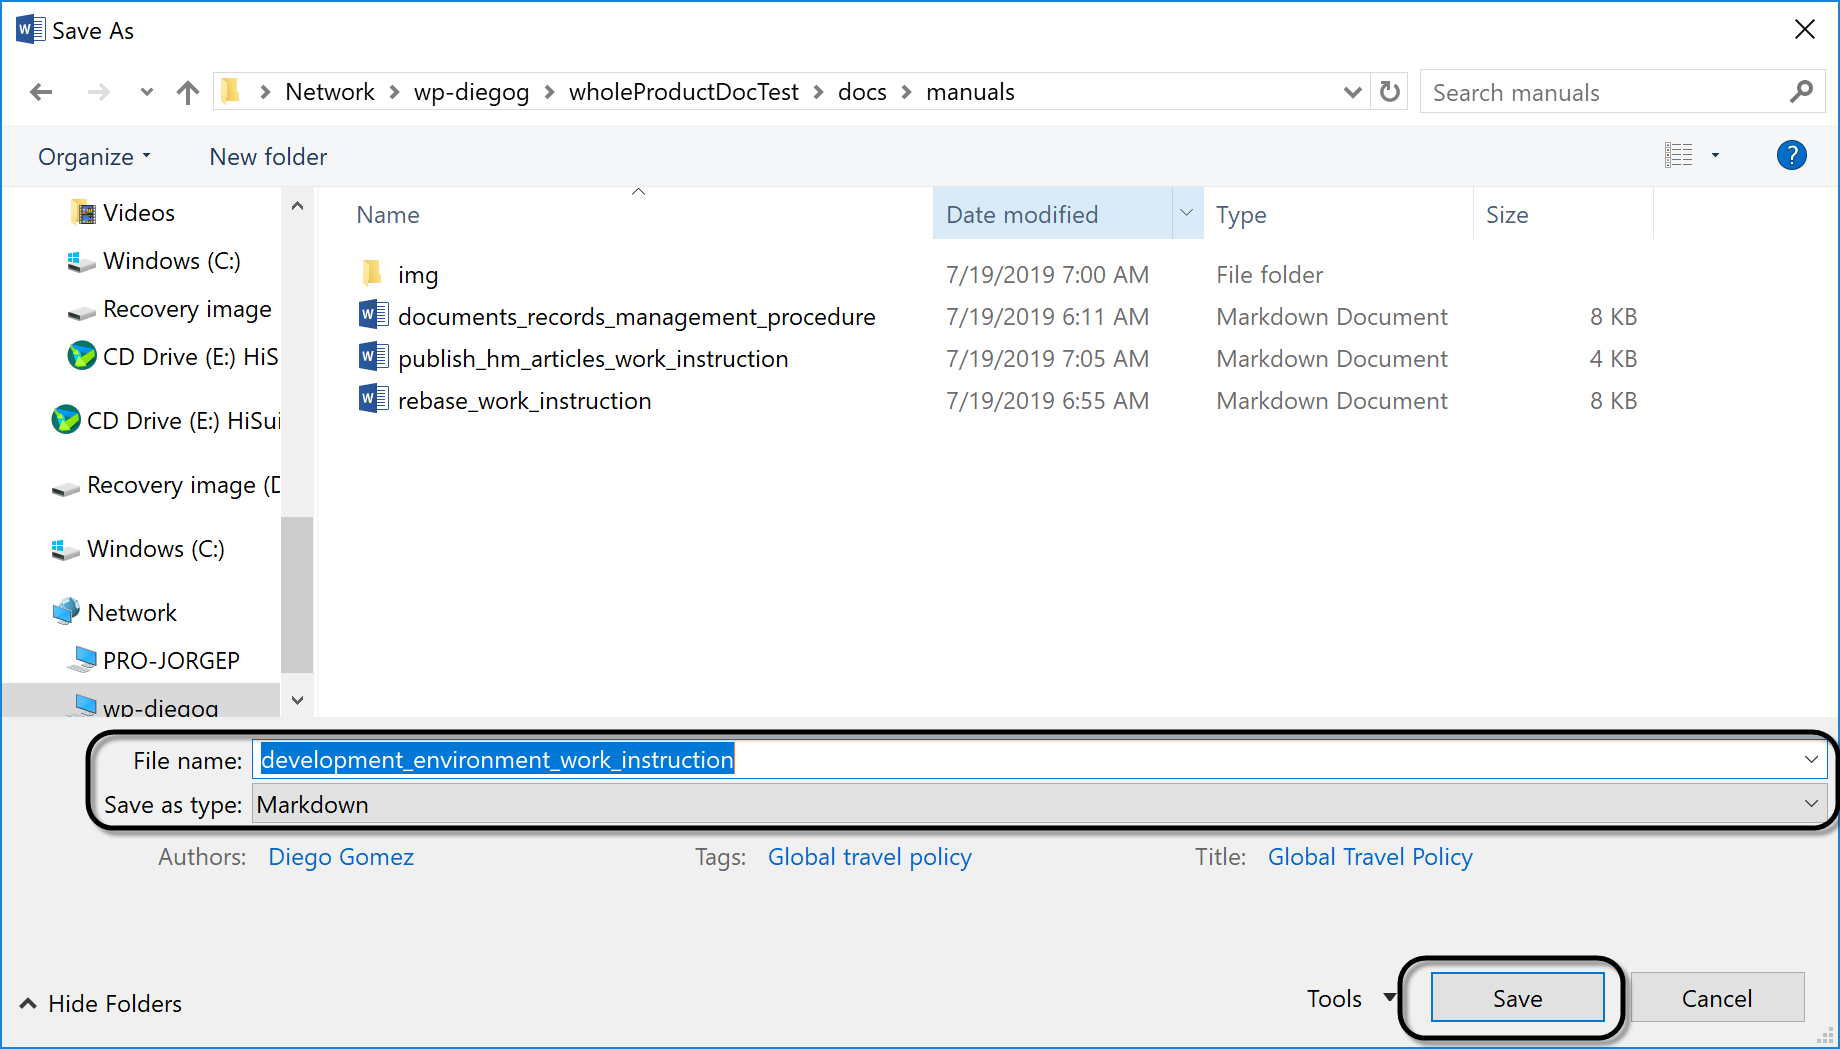 Save As
Network wp-diegog wholeProductDocTest docs manuals
Search manuals
Organize New folder
?
Videos
Windows (C:)
Recovery image
CD Drive (E:) HiS
CD Drive (E:) HiSui
Recovery image (D
Windows (C:)
Network
PRO-JORGEP
wp-diegog
Name Date modified Type Size
img 7/19/2019 7:00 AM File folder
documents_records_management_procedure 7/19/2019 6:11 AM Markdown Document 8 KB
publish_hm_articles_work_instruction 7/19/2019 7:05 AM Markdown Document 4 KB
rebase_work_instruction 7/19/2019 6:55 AM Markdown Document 8 KB
File name: development_environment_work_instruction
Save as type: Markdown
Authors: Diego Gomez Tags: Global travel policy Title: Global Travel Policy
Hide Folders Tools Save Cancel